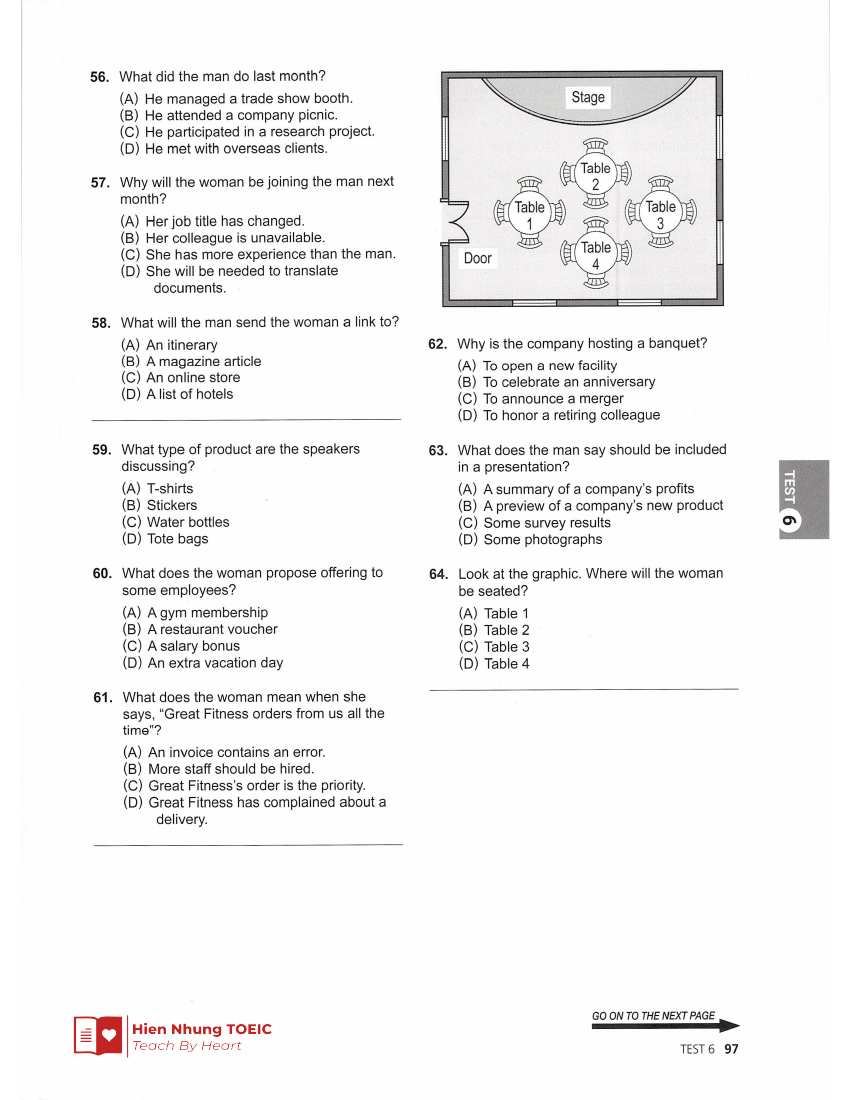 56. What did the man do last month?
(A) He managed a trade show booth.
(B) He attended a company picnic.
(C) He participated in a research project.
(D) He met with overseas clients.
57. Why will the woman be joining the man next
month?
(A) Her job title has changed.
(B) Her colleague is unavailable.
(C) She has more experience than the man.
(D) She will be needed to translate
documents.
58. What will the man send the woman a link to?
(A) An itinerary
(B) A magazine article
(C) An online store
(D) A list of hotels
59. What type of product are the speakers
discussing?
(A) T-shirts
(B) Stickers
(C) Water bottles
(D) Tote bags
60. What does the woman propose offering to
some employees?
(A) A gym membership
(B) A restaurant voucher
(C) A salary bonus
(D) An extra vacation day
61. What does the woman mean when she
says, “Great Fitness orders from us all the
time”?
(A) An invoice contains an error.
(B) More staff should be hired.
(C) Great Fitness’s order is the priority.
(D) Great Fitness has complained about a
delivery.
Stage
Table
2
Table
1
Table
3
Table
4
Door
62. Why is the company hosting a banquet?
(A) To open a new facility
(B) To celebrate an anniversary
(C) To announce a merger
(D) To honor a retiring colleague
63. What does the man say should be included
in a presentation?
(A) A summary of a company’s profits
(B) A preview of a company’s new product
(C) Some survey results
(D) Some photographs
64. Look at the graphic. Where will the woman
be seated?
(A) Table 1
(B) Table 2
(C) Table 3
(D) Table 4
TEST 6
Hien Nhung TOEIC
Teach By Heart
GO ON TO THE NEXT PAGE
TEST 6 97